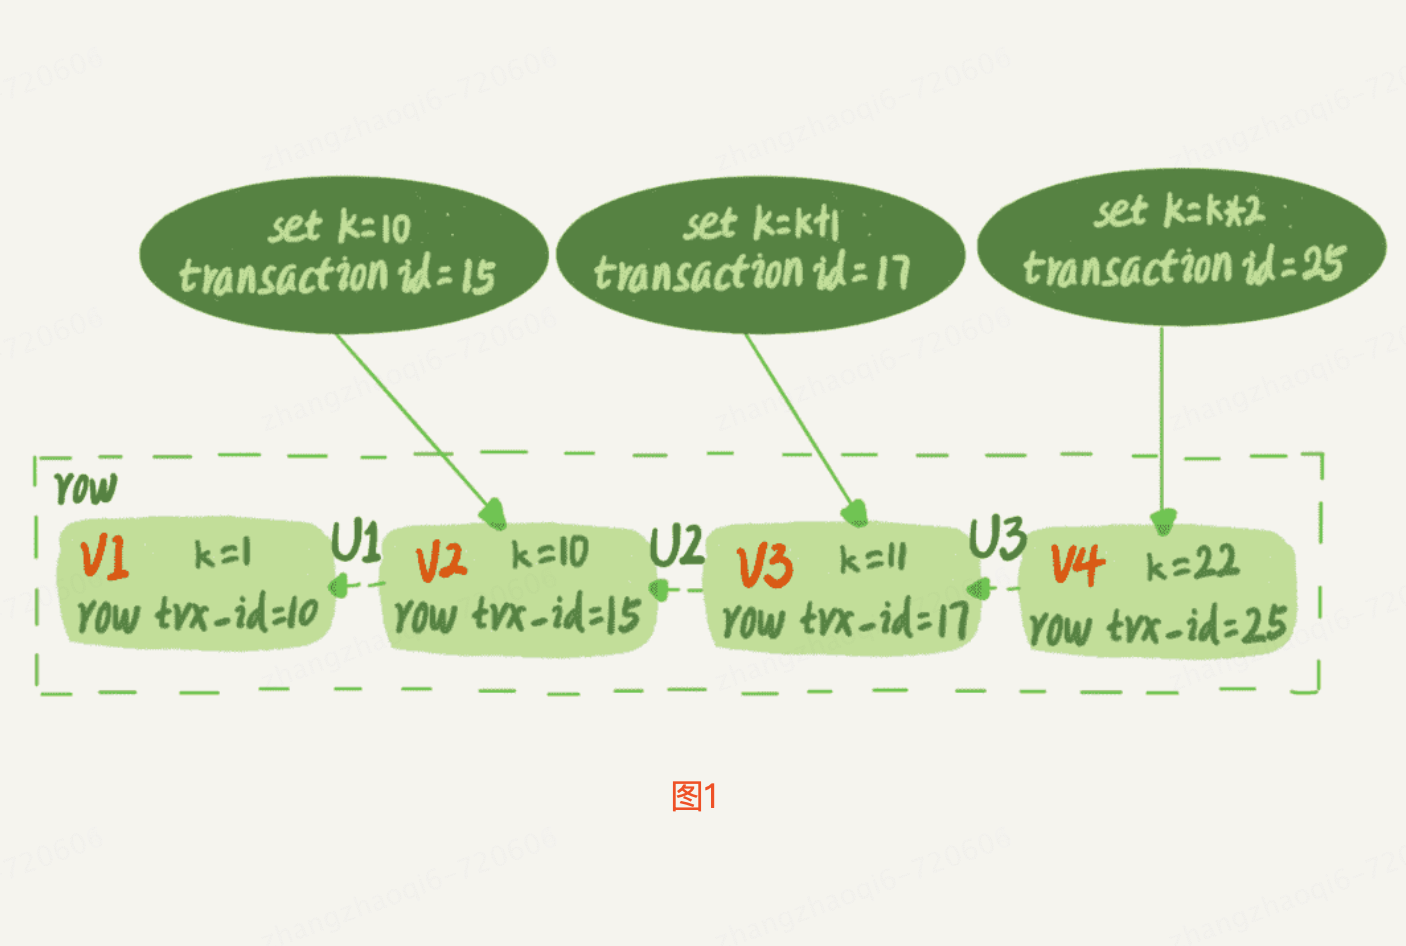 set k=10
transaction id=15
set k=k+1
transaction id=17
set k=k*2
transaction id=25
row
V1 k=1
row trx-id=10
U1
V2 k=10
row trx-id=15
U2
V3 k=11
row trx-id=17
U3
V4 k=22
row trx-id=25
图1
zhangzhaoqi6-720606